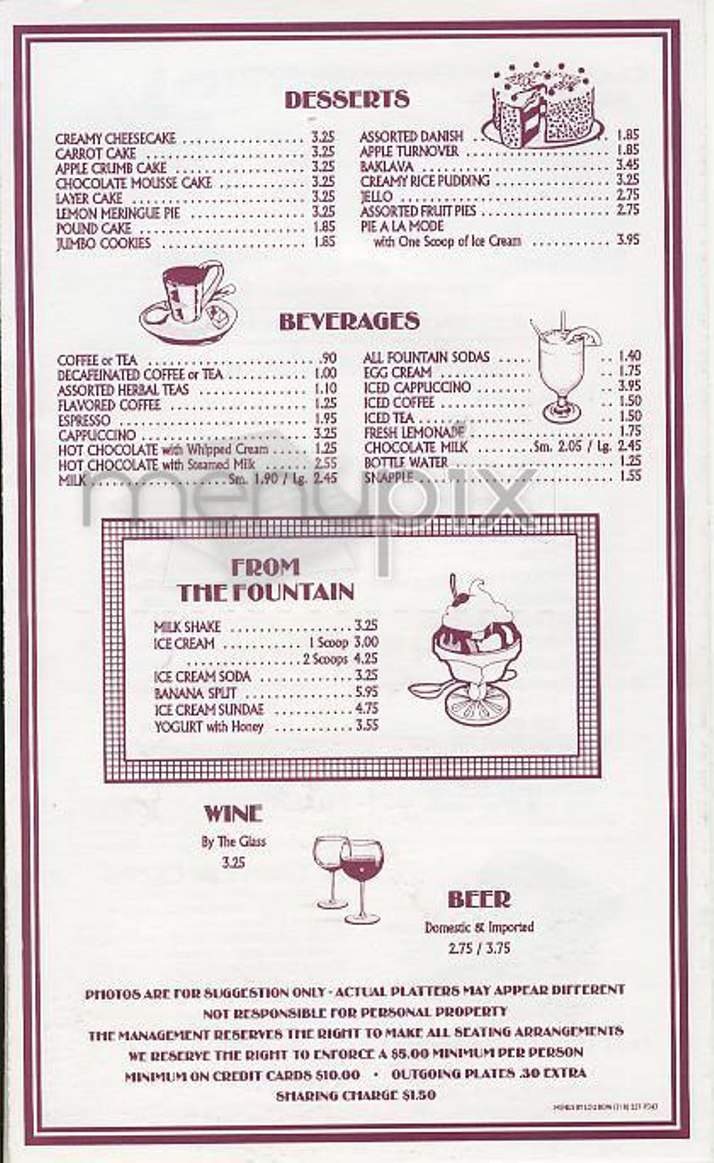 DESSERTS
CREAMY CHEESECAKE .................. 3.25
CARROT CAKE .................. 3.25
APPLE CRUMB CAKE .................. 3.25
CHOCOLATE MOUSSE CAKE ............ 3.25
LAYER CAKE .................. 3.25
LEMON MERINGUE PIE ................ 3.25
POUND CAKE .................. 1.85
JUMBO COOKIES .................. 1.85
ASSORTED DANISH .................. 1.85
APPLE TURNOVER .................. 1.85
BAKLAVA .................. 3.45
CREAMY RICE PUDDING ................ 3.25
JELLO .................. 2.75
ASSORTED FRUIT PIES .................. 2.75
PIE A LA MODE
with One Scoop of Ice Cream ........... 3.95
BEVERAGES
COFFEE or TEA .................. .90
DECAFEINATED COFFEE or TEA ........... 1.00
ASSORTED HERBAL TEAS .................. 1.10
FLAVORED COFFEE .................. 1.25
ESPRESSO .................. 1.95
CAPPUCCINO .................. 3.25
HOT CHOCOLATE with Whipped Cream ..... 1.25
HOT CHOCOLATE with Steamed Milk ...... 2.55
MILK .................. Sm. 1.90 / Lg. 2.45
ALL FOUNTAIN SODAS ..... .. 1.40
EGG CREAM .......... .. 1.75
ICED CAPPUCCINO ........ .. 3.95
ICED COFFEE .......... .. 1.50
ICED TEA .................. 1.50
FRESH LEMONADE .................. 1.75
CHOCOLATE MILK ........ Sm. 2.05 / Lg. 2.45
BOTTLE WATER .................. 1.25
SNAPPLE .................. 1.55
menupix
FROM
THE FOUNTAIN
MILK SHAKE .................. 3.25
ICE CREAM ........... 1 Scoop 3.00
.................. 2 Scoops 4.25
ICE CREAM SODA ............... 3.25
BANANA SPLIT ................ 5.95
ICE CREAM SUNDAE ............ 4.75
YOGURT with Honey ............ 3.55
WINE
By The Glass
3.25
BEER
Domestic & Imported
2.75 / 3.75
PHOTOS ARE FOR SUGGESTION ONLY - ACTUAL PLATTERS MAY APPEAR DIFFERENT
NOT RESPONSIBLE FOR PERSONAL PROPERTY
THE MANAGEMENT RESERVES THE RIGHT TO MAKE ALL SEATING ARRANGEMENTS
WE RESERVE THE RIGHT TO ENFORCE A $5.00 MINIMUM PER PERSON
MINIMUM ON CREDIT CARDS $10.00 • OUTGOING PLATES .30 EXTRA
SHARING CHARGE $1.50